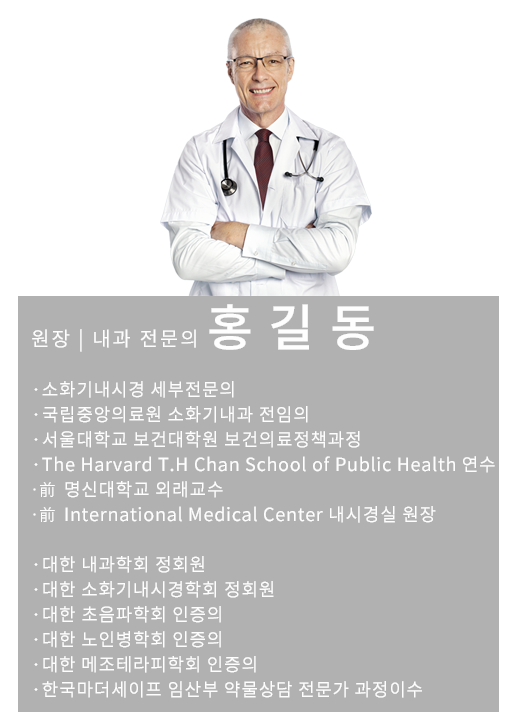 원장 | 내과 전문의 홍 길 동
·소화기내시경 세부전문의
·국립중앙의료원 소화기내과 전임의
·서울대학교 보건대학원 보건의료정책과정
·The Harvard T.H Chan School of Public Health 연수
·前 명신대학교 외래교수
·前 International Medical Center 내시경실 원장
·대한 내과학회 정회원
·대한 소화기내시경학회 정회원
·대한 초음파학회 인증의
·대한 노인병학회 인증의
·대한 메조테라피학회 인증의
·한국마더세이프 임산부 약물상담 전문가 과정이수